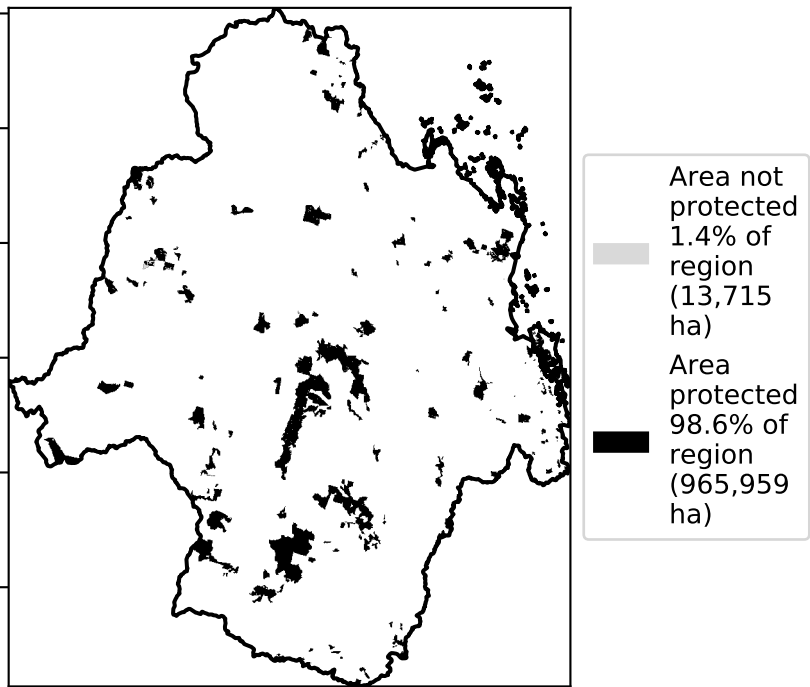 Area not
protected
1.4% of
region
(13,715
ha)
Area
protected
98.6% of
region
(965,959
ha)